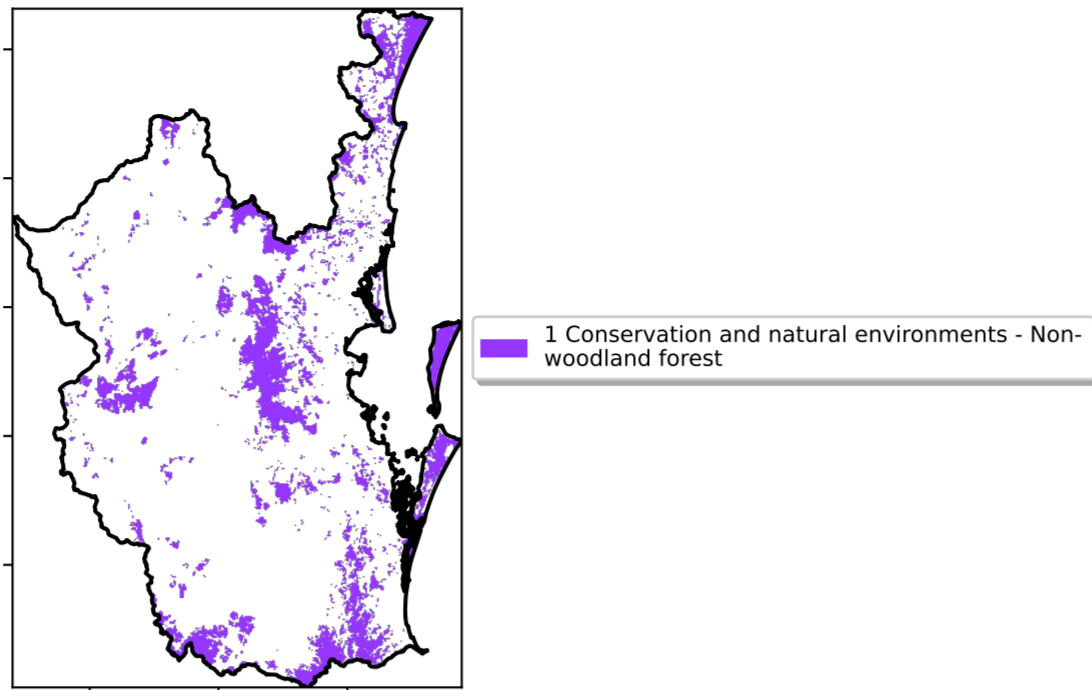 1 Conservation and natural environments - Non-
woodland forest